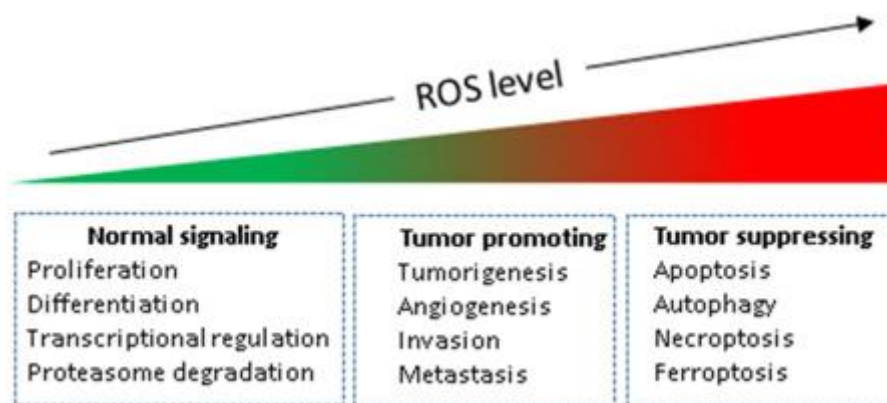 ROS level
Normal signaling
Proliferation
Differentiation
Transcriptional regulation
Proteasome degradation
Tumor promoting
Tumorigenesis
Angiogenesis
Invasion
Metastasis
Tumor suppressing
Apoptosis
Autophagy
Necroptosis
Ferroptosis